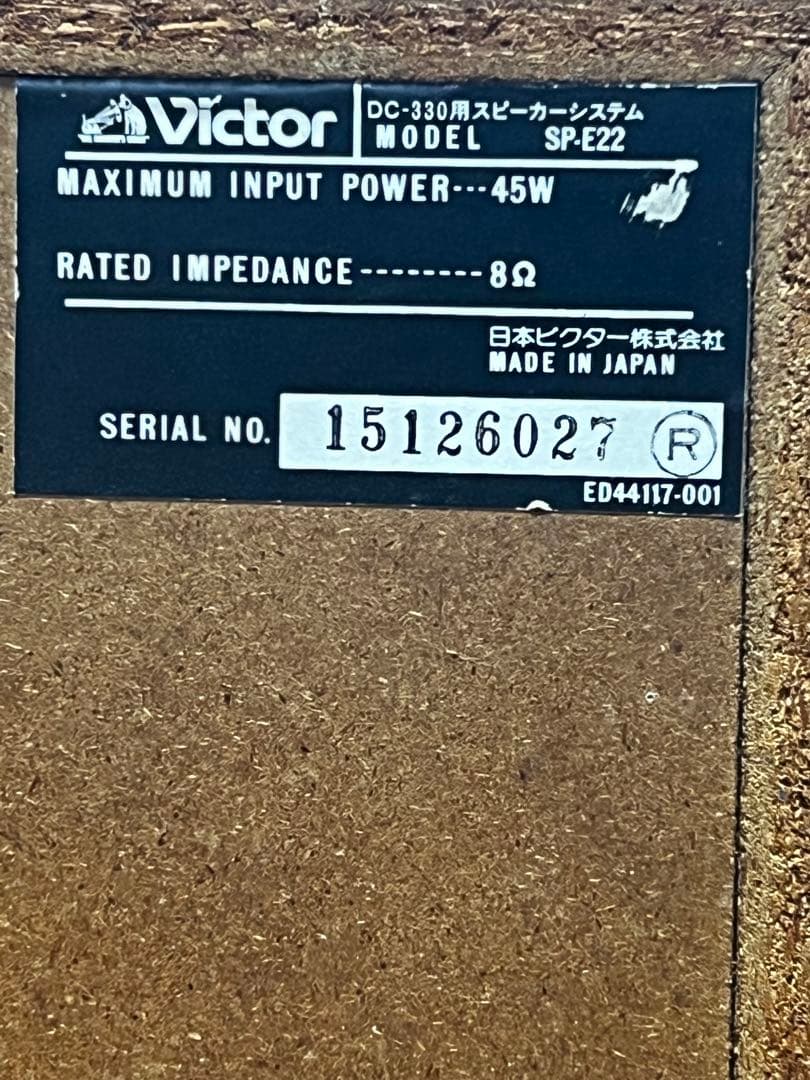 Victor
DC-330用スピーカーシステム
MODEL SP-E22
MAXIMUM INPUT POWER---45W
RATED IMPEDANCE--------8Ω
日本ビクター株式会社
MADE IN JAPAN
SERIAL NO. 15126027 R
ED44117-001